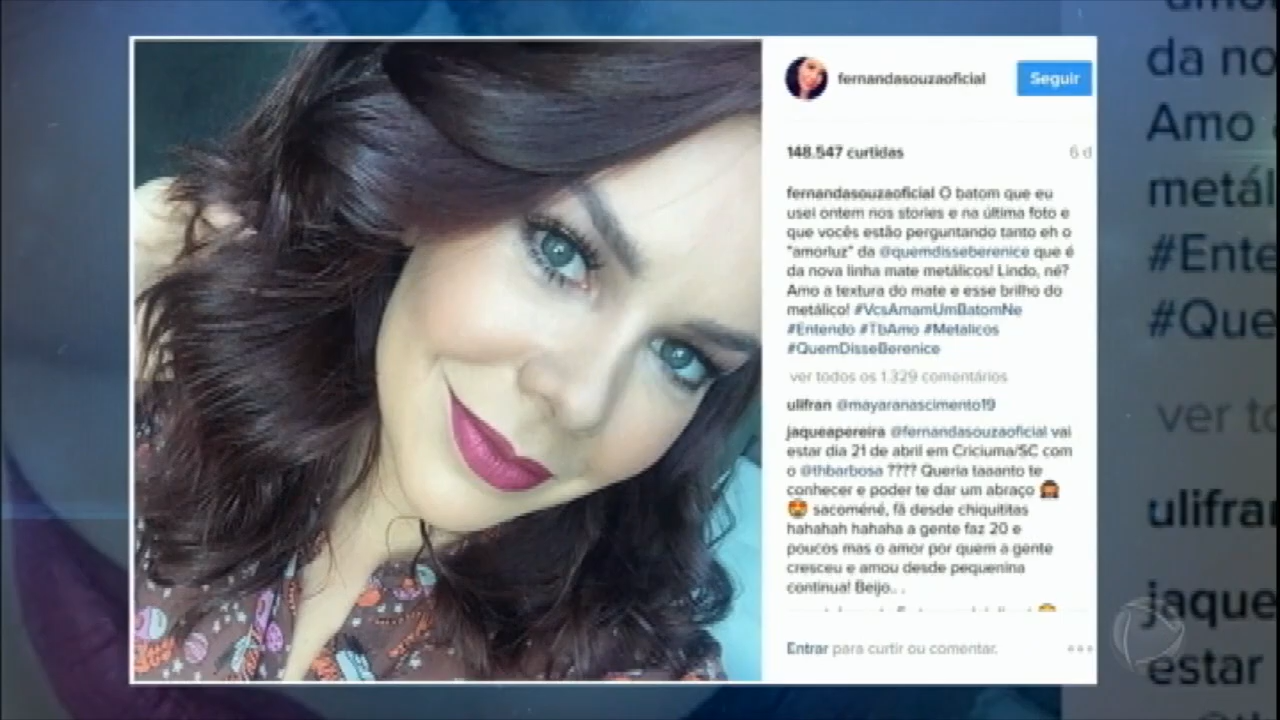 fernandasouzaoficial
Seguir
148.547 curtidas
6 d
fernandasouzaoficial O batom que eu
usei ontem nos stories e na última foto e
que vocês estão perguntando tanto eh o
"amorluz" da @quemdisseberenice que é
da nova linha mate metálicos! Lindo, né?
Amo a textura do mate e esse brilho do
metálico! #VcsAmamUmBatomNe
#Entendo #TbAmo #Metalicos
#QuemDisseBerenice
ver todos os 1.329 comentários
ulifran @mayaranascimento19
jaqueapereira @fernandasouzaoficial vai
estar dia 21 de abril em Criciuma/SC com
o @thbarbosa ???? Queria taaanto te
conhecer e poder te dar um abraço 🙇
😍 sacoméné, fã desde chiquititas
hahahah hahaha a gente faz 20 e
poucos mas o amor por quem a gente
cresceu e amou desde pequenina
continua! Beijo.. .
Entrar para curtir ou comentar.
da no
Amo
metál
#Ente
#Que
ver to
ulifra
jaque
estar